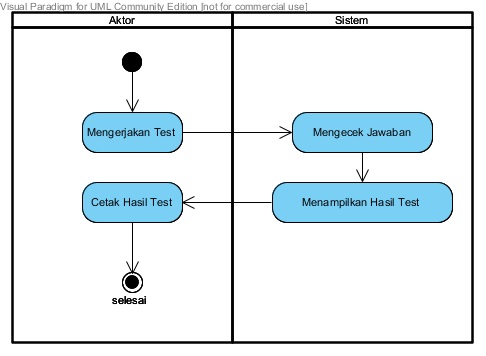 Visual Paradigm for UML Community Edition [not for commercial use]
Aktor
Sistem
Mengerjakan Test
Mengecek Jawaban
Cetak Hasil Test
Menampilkan Hasil Test
selesai